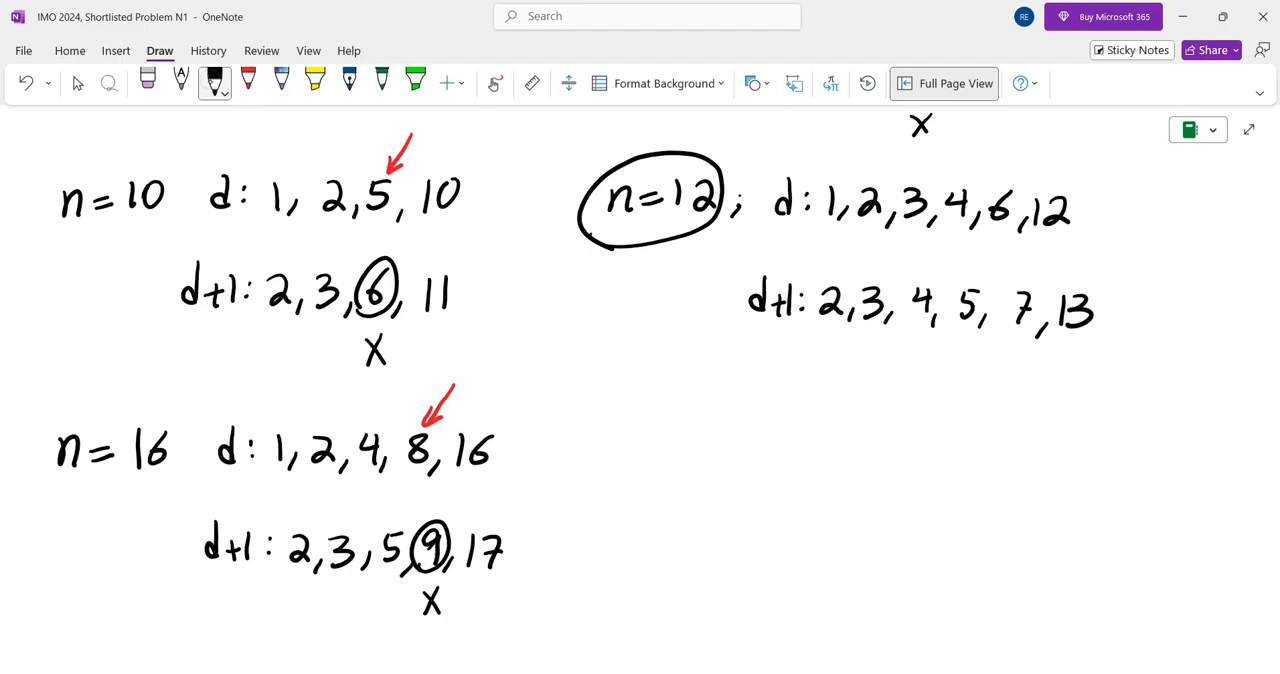 IMO 2024, Shortlisted Problem N1 - OneNote
Search
RE
Buy Microsoft 365
File Home Insert Draw History Review View Help
Sticky Notes
Share
A
Format Background
Full Page View
x
n=10 d: 1, 2, 5, 10
d+1: 2, 3, 6, 11
x
n=12; d: 1, 2, 3, 4, 6, 12
d+1: 2, 3, 4, 5, 7, 13
n=16 d: 1, 2, 4, 8, 16
d+1: 2, 3, 5, 9, 17
x